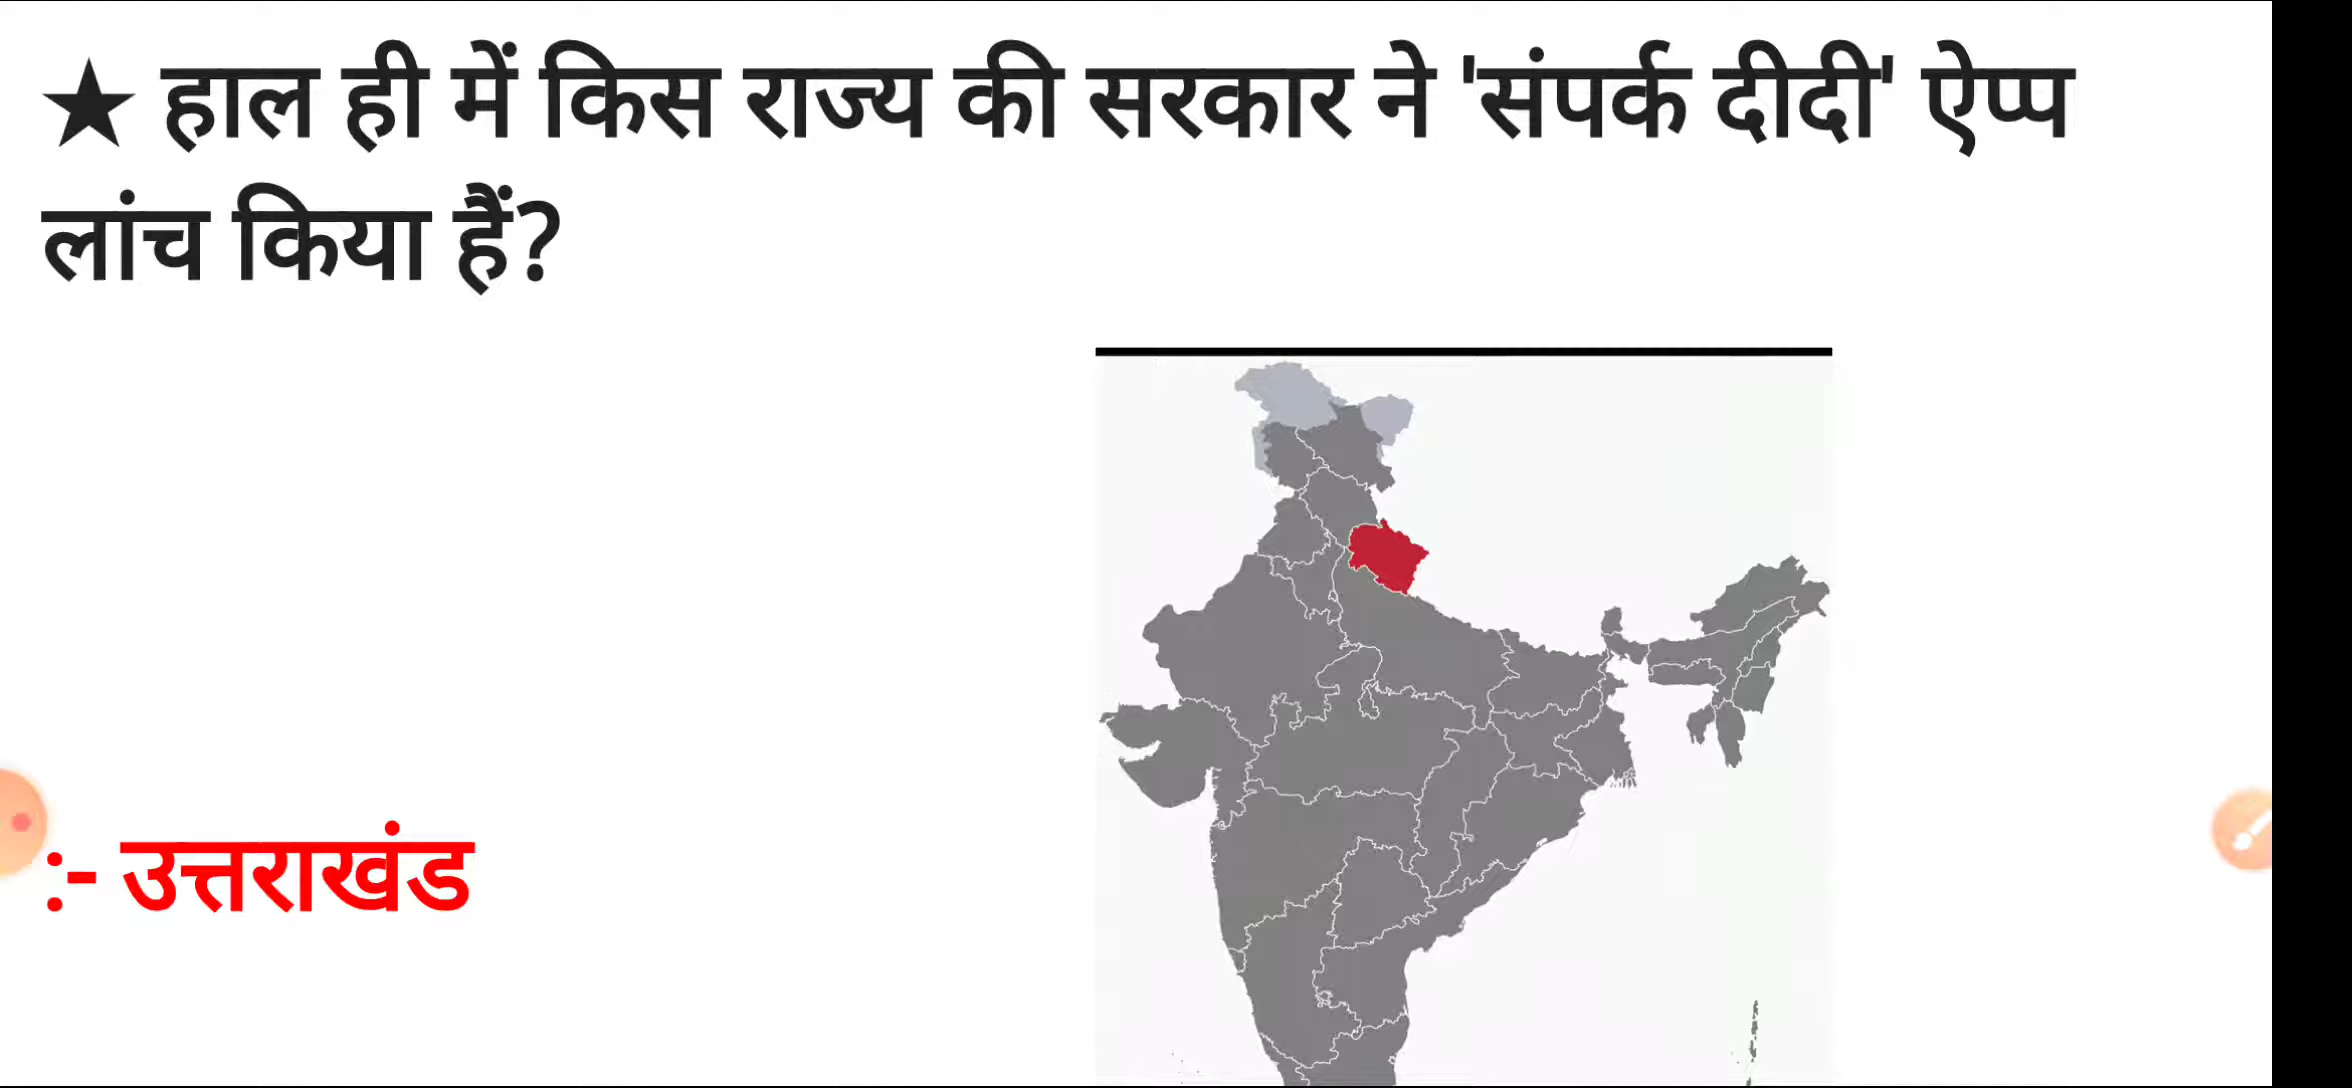 ★ हाल ही में किस राज्य की सरकार ने 'संपर्क दीदी' ऐप्प
लांच किया हैं?
:- उत्तराखंड